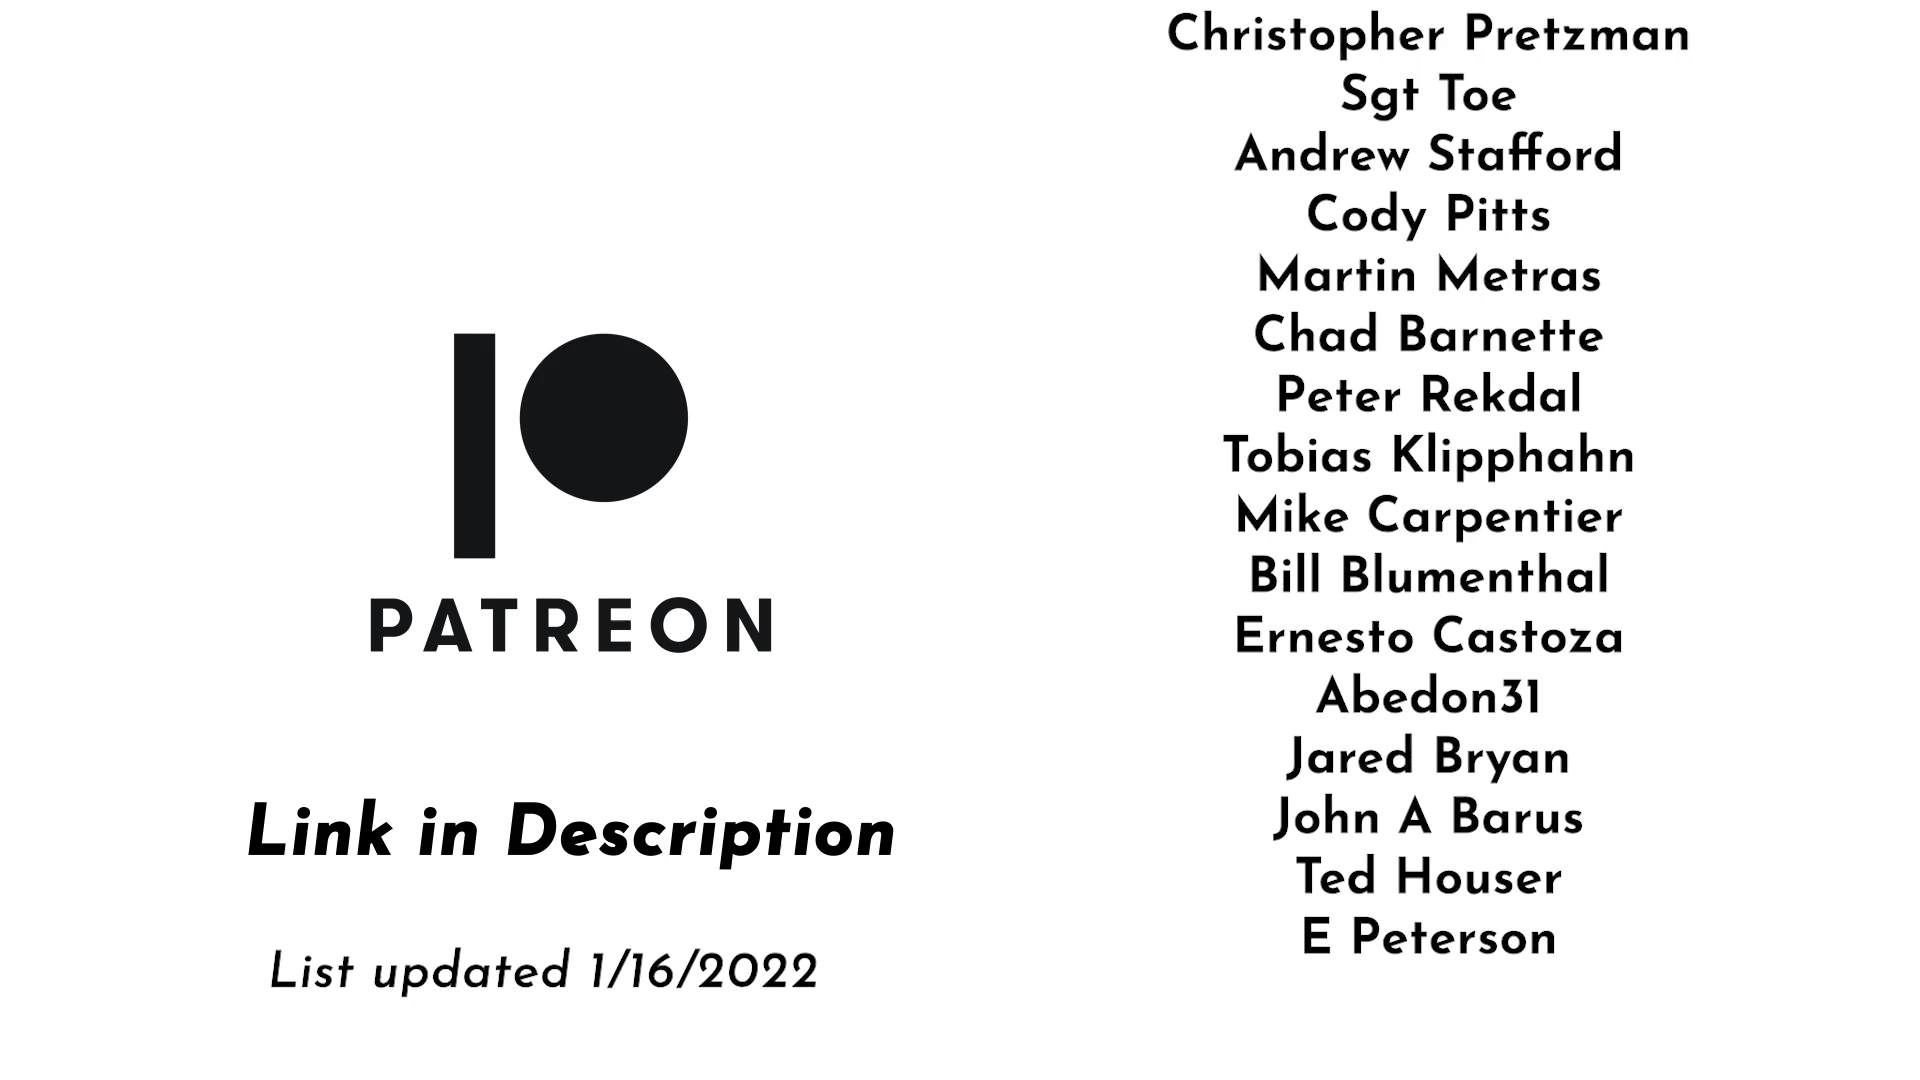 PATREON
Link in Description
List updated 1/16/2022
Christopher Pretzman
Sgt Toe
Andrew Stafford
Cody Pitts
Martin Metras
Chad Barnette
Peter Rekdal
Tobias Klipphahn
Mike Carpentier
Bill Blumenthal
Ernesto Castoza
Abedon31
Jared Bryan
John A Barus
Ted Houser
E Peterson